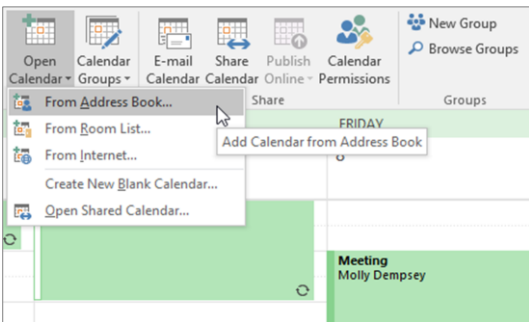 Open
Calendar
Calendar
Groups
E-mail
Calendar
Share
Calendar
Publish
Online
Calendar
Permissions
New Group
Browse Groups
Share
Groups
From Address Book...
From Room List...
From Internet...
Create New Blank Calendar...
Open Shared Calendar...
Add Calendar from Address Book
FRIDAY
Meeting
Molly Dempsey